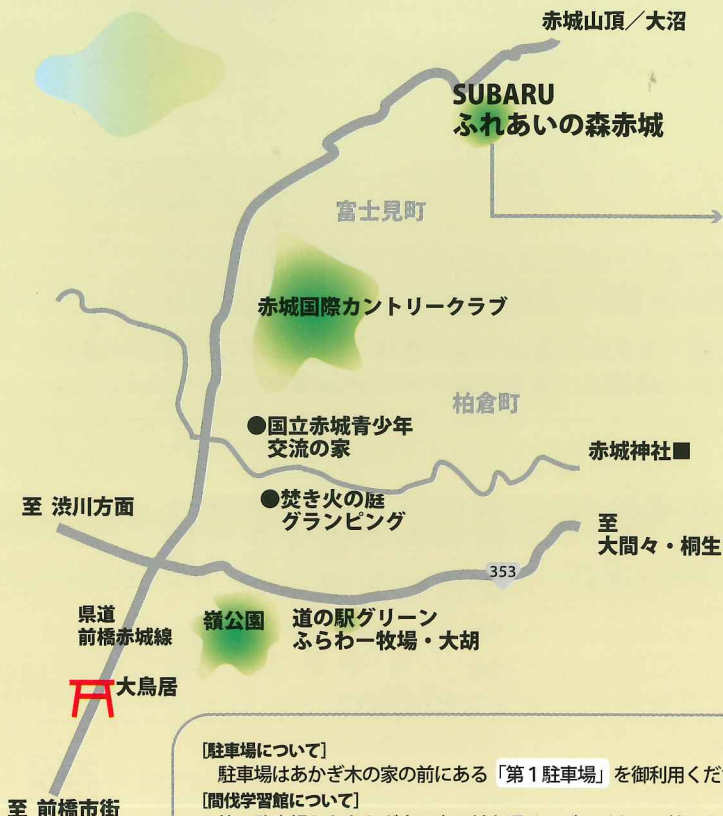 赤城山頂／大沼
SUBARU
ふれあいの森赤城
富士見町
赤城国際カントリークラブ
柏倉町
●国立赤城青少年
交流の家
赤城神社■
●焚き火の庭
グランピング
至 渋川方面
至
大間々・桐生
353
県道
前橋赤城線
嶺公園
道の駅グリーン
ふらわー牧場・大胡
大鳥居
至 前橋市街
[駐車場について]
駐車場はあかぎ木の家の前にある「第１駐車場」を御利用くだ
[間伐学習館について]